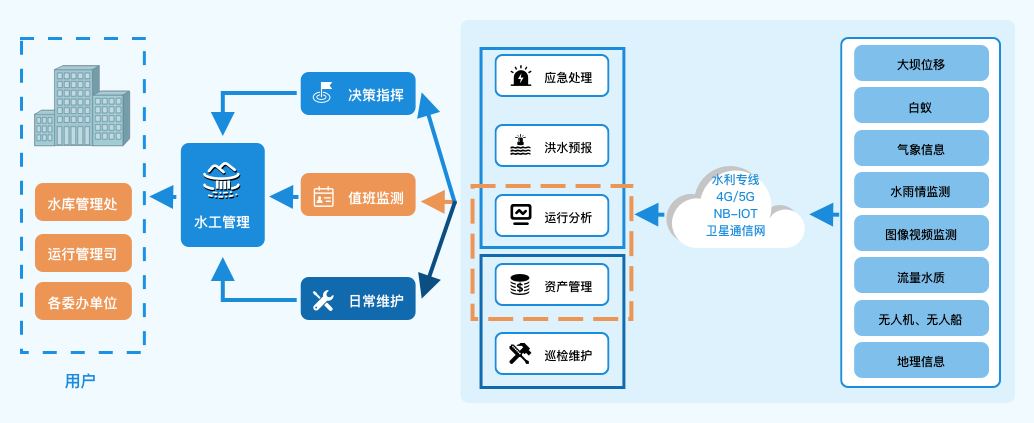 水库管理处
运行管理司
各委办单位
用户
水工管理
决策指挥
值班监测
日常维护
应急处理
洪水预报
运行分析
资产管理
巡检维护
水利专线
4G/5G
NB-IOT
卫星通信网
大坝位移
白蚁
气象信息
水雨情监测
图像视频监测
流量水质
无人机、无人船
地理信息